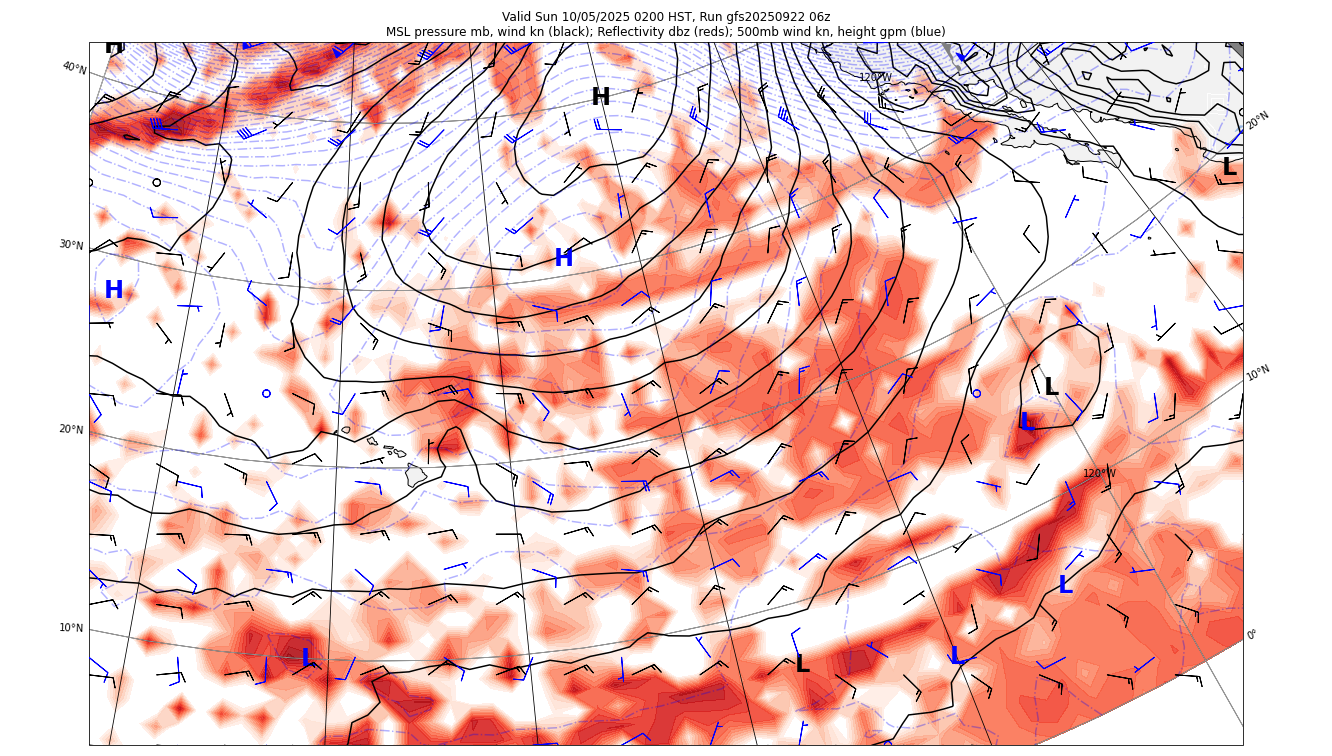 Valid Sun 10/05/2025 0200 HST, Run gfs20250922 06z
MSL pressure mb, wind kn (black); Reflectivity dbz (reds); 500mb wind kn, height gpm (blue)
H
40°N
120°W
H
20°N
L
30°N
H
H
10°N
L
L
20°N
120°W
L
10°N
0°
L
L
L